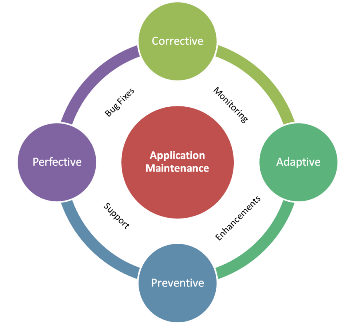 Corrective
Bug Fixes
Monitoring
Perfective
Application
Maintenance
Adaptive
Support
Enhancements
Preventive